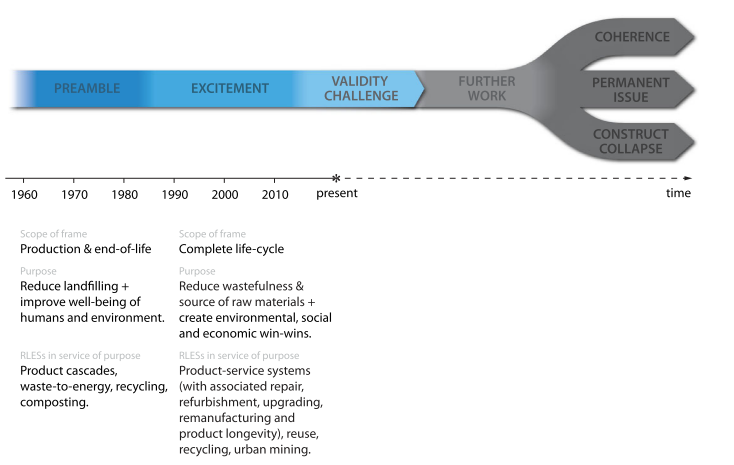 COHERENCE
PREAMBLE
EXCITEMENT
VALIDITY
CHALLENGE
FURTHER
WORK
PERMANENT
ISSUE
CONSTRUCT
COLLAPSE
1960 1970 1980 1990 2000 2010 present time
Scope of frame
Production & end-of-life
Purpose
Reduce landfilling +
improve well-being of
humans and environment.
RLESs in service of purpose
Product cascades,
waste-to-energy, recycling,
composting.
Scope of frame
Complete life-cycle
Purpose
Reduce wastefulness &
source of raw materials +
create environmental, social
and economic win-wins.
RLESs in service of purpose
Product-service systems
(with associated repair,
refurbishment, upgrading,
remanufacturing and
product longevity), reuse,
recycling, urban mining.